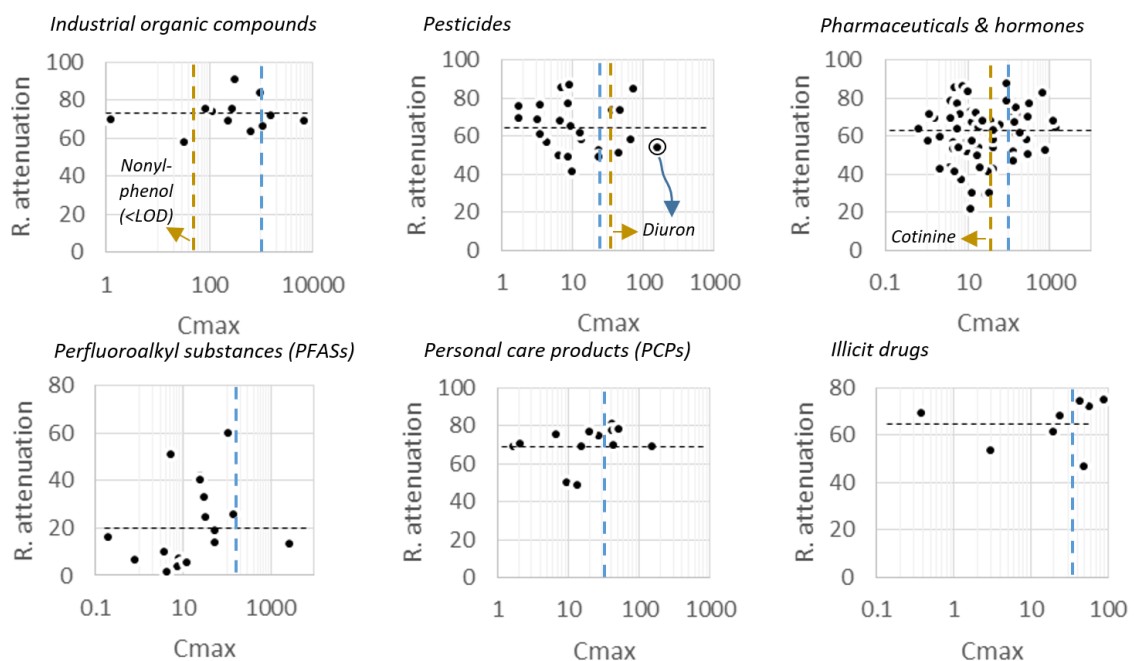 Industrial organic compounds
Pesticides
Pharmaceuticals & hormones
R. attenuation
100
80
60
40
20
0
Nonyl-
phenol
(<LOD)
1
100
10000
Cmax
R. attenuation
100
80
60
40
20
0
Diuron
1
10
100
1000
Cmax
R. attenuation
100
80
60
40
20
0
Cotinine
0.1
10
1000
Cmax
Perfluoroalkyl substances (PFASs)
Personal care products (PCPs)
Illicit drugs
R. attenuation
80
60
40
20
0
0.1
10
1000
Cmax
R. attenuation
100
80
60
40
20
0
1
10
100
1000
Cmax
R. attenuation
80
60
40
20
0
0.1
1
10
100
Cmax